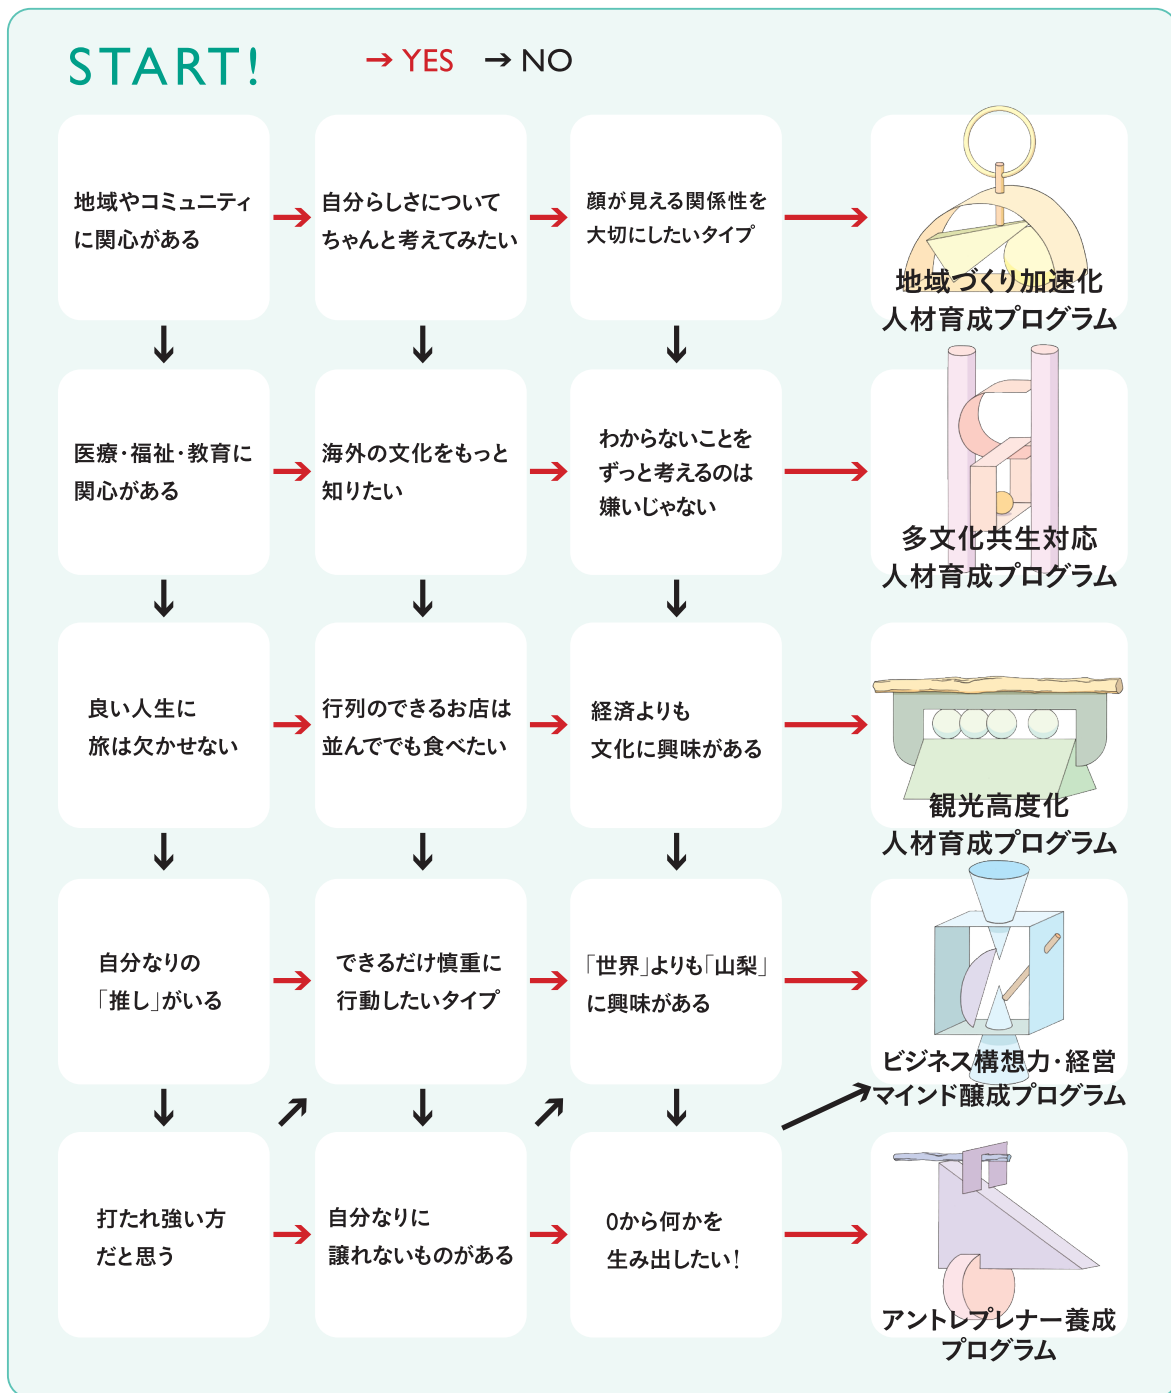 START!
→ YES → NO
地域やコミュニティ
に関心がある
自分らしさについて
ちゃんと考えてみたい
顔が見える関係性を
大切にしたいタイプ
地域づくり加速化
人材育成プログラム
医療・福祉・教育に
関心がある
海外の文化をもっと
知りたい
わからないことを
ずっと考えるのは
嫌いじゃない
多文化共生対応
人材育成プログラム
良い人生に
旅は欠かせない
行列のできるお店は
並んででも食べたい
経済よりも
文化に興味がある
観光高度化
人材育成プログラム
自分なりの
「推し」がいる
できるだけ慎重に
行動したいタイプ
「世界」よりも「山梨」
に興味がある
ビジネス構想力・経営
マインド醸成プログラム
打たれ強い方
だと思う
自分なりに
譲れないものがある
0から何かを
生み出したい!
アントレプレナー養成
プログラム